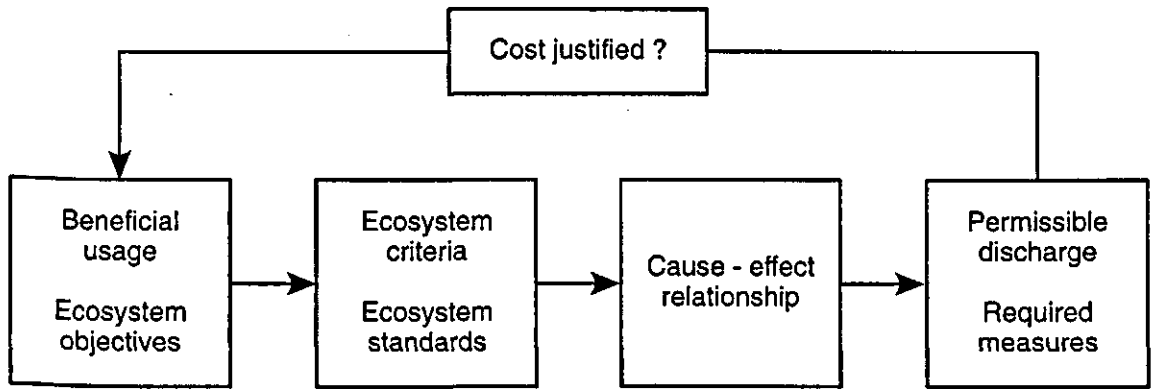 Cost justified ?
Beneficial
usage
Ecosystem
objectives
Ecosystem
criteria
Ecosystem
standards
Cause - effect
relationship
Permissible
discharge
Required
measures